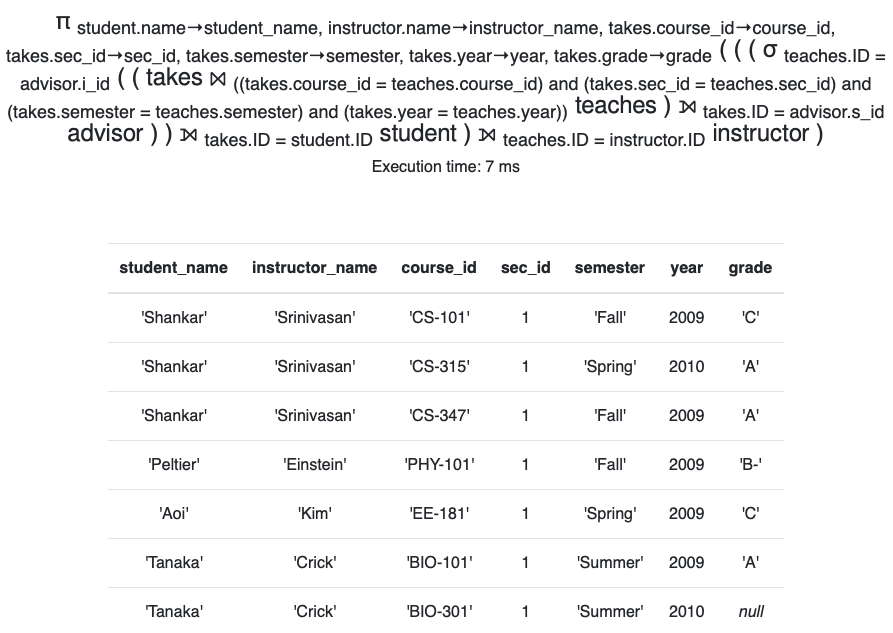 π student.name→student_name, instructor.name→instructor_name, takes.course_id→course_id,
takes.sec_id→sec_id, takes.semester→semester, takes.year→year, takes.grade→grade ( ( ( σ teaches.ID =
advisor.i_id ( ( takes ⋈ ((takes.course_id = teaches.course_id) and (takes.sec_id = teaches.sec_id) and
(takes.semester = teaches.semester) and (takes.year = teaches.year)) teaches ) ⋈ takes.ID = advisor.s_id
advisor ) ) ⋈ takes.ID = student.ID student ) ⋈ teaches.ID = instructor.ID instructor )
Execution time: 7 ms
student_name instructor_name course_id sec_id semester year grade
'Shankar' 'Srinivasan' 'CS-101' 1 'Fall' 2009 'C'
'Shankar' 'Srinivasan' 'CS-315' 1 'Spring' 2010 'A'
'Shankar' 'Srinivasan' 'CS-347' 1 'Fall' 2009 'A'
'Peltier' 'Einstein' 'PHY-101' 1 'Fall' 2009 'B-'
'Aoi' 'Kim' 'EE-181' 1 'Spring' 2009 'C'
'Tanaka' 'Crick' 'BIO-101' 1 'Summer' 2009 'A'
'Tanaka' 'Crick' 'BIO-301' 1 'Summer' 2010 null